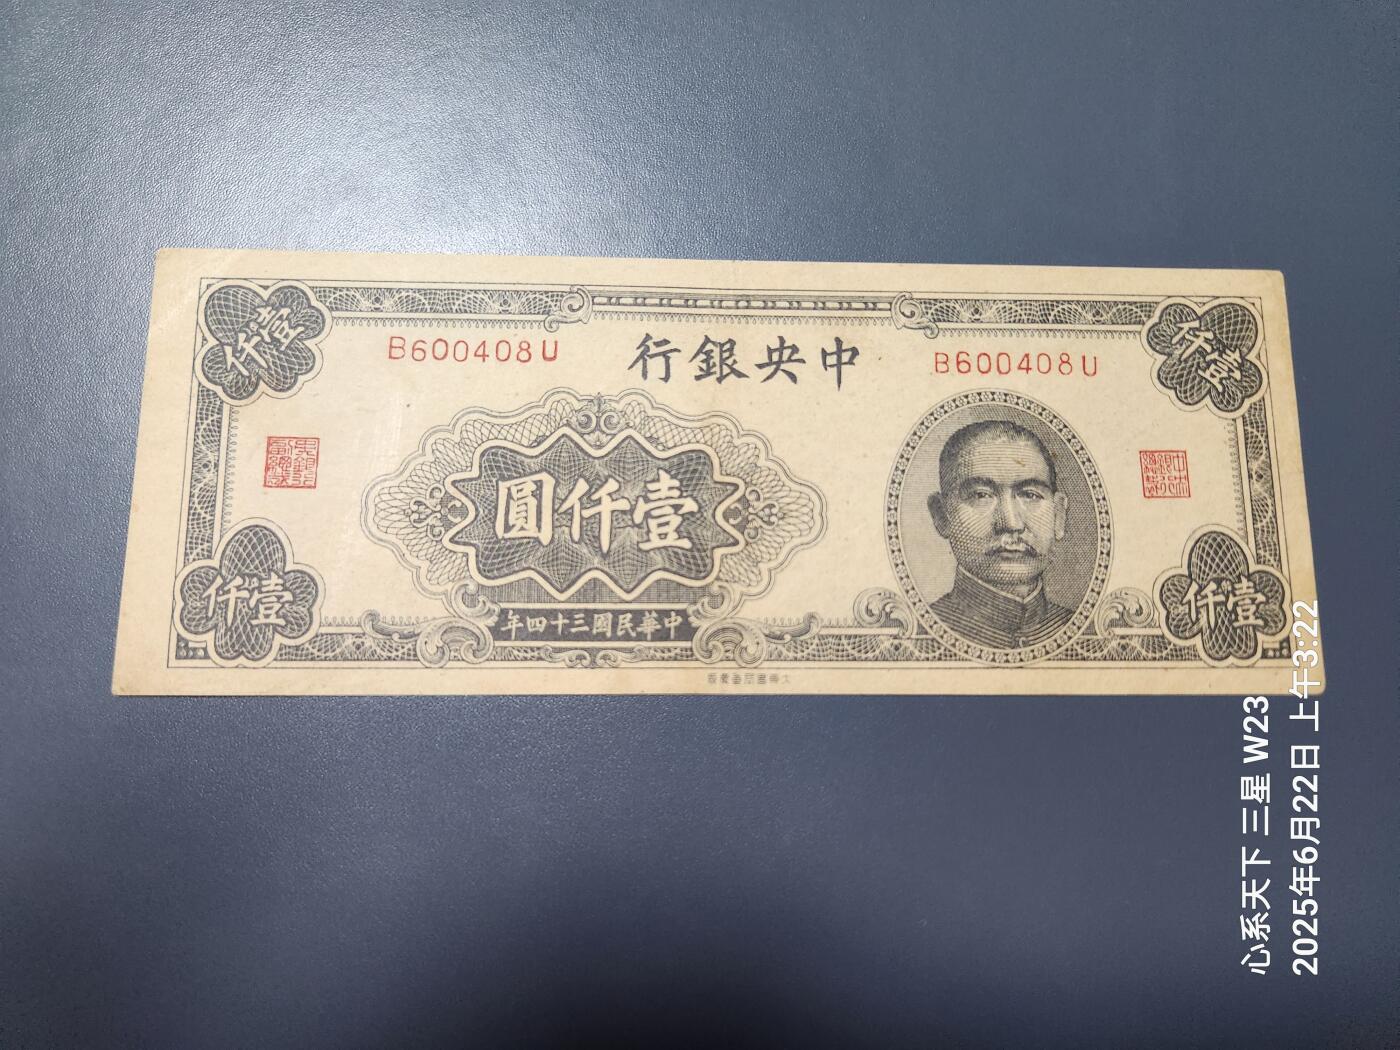 壹仟
壹仟
B600408U
中央銀行
B600408U
壹仟圓
中華民國三十四年
壹仟
壹仟
心系天下 三星 W23
2025年6月22日 上午3:22